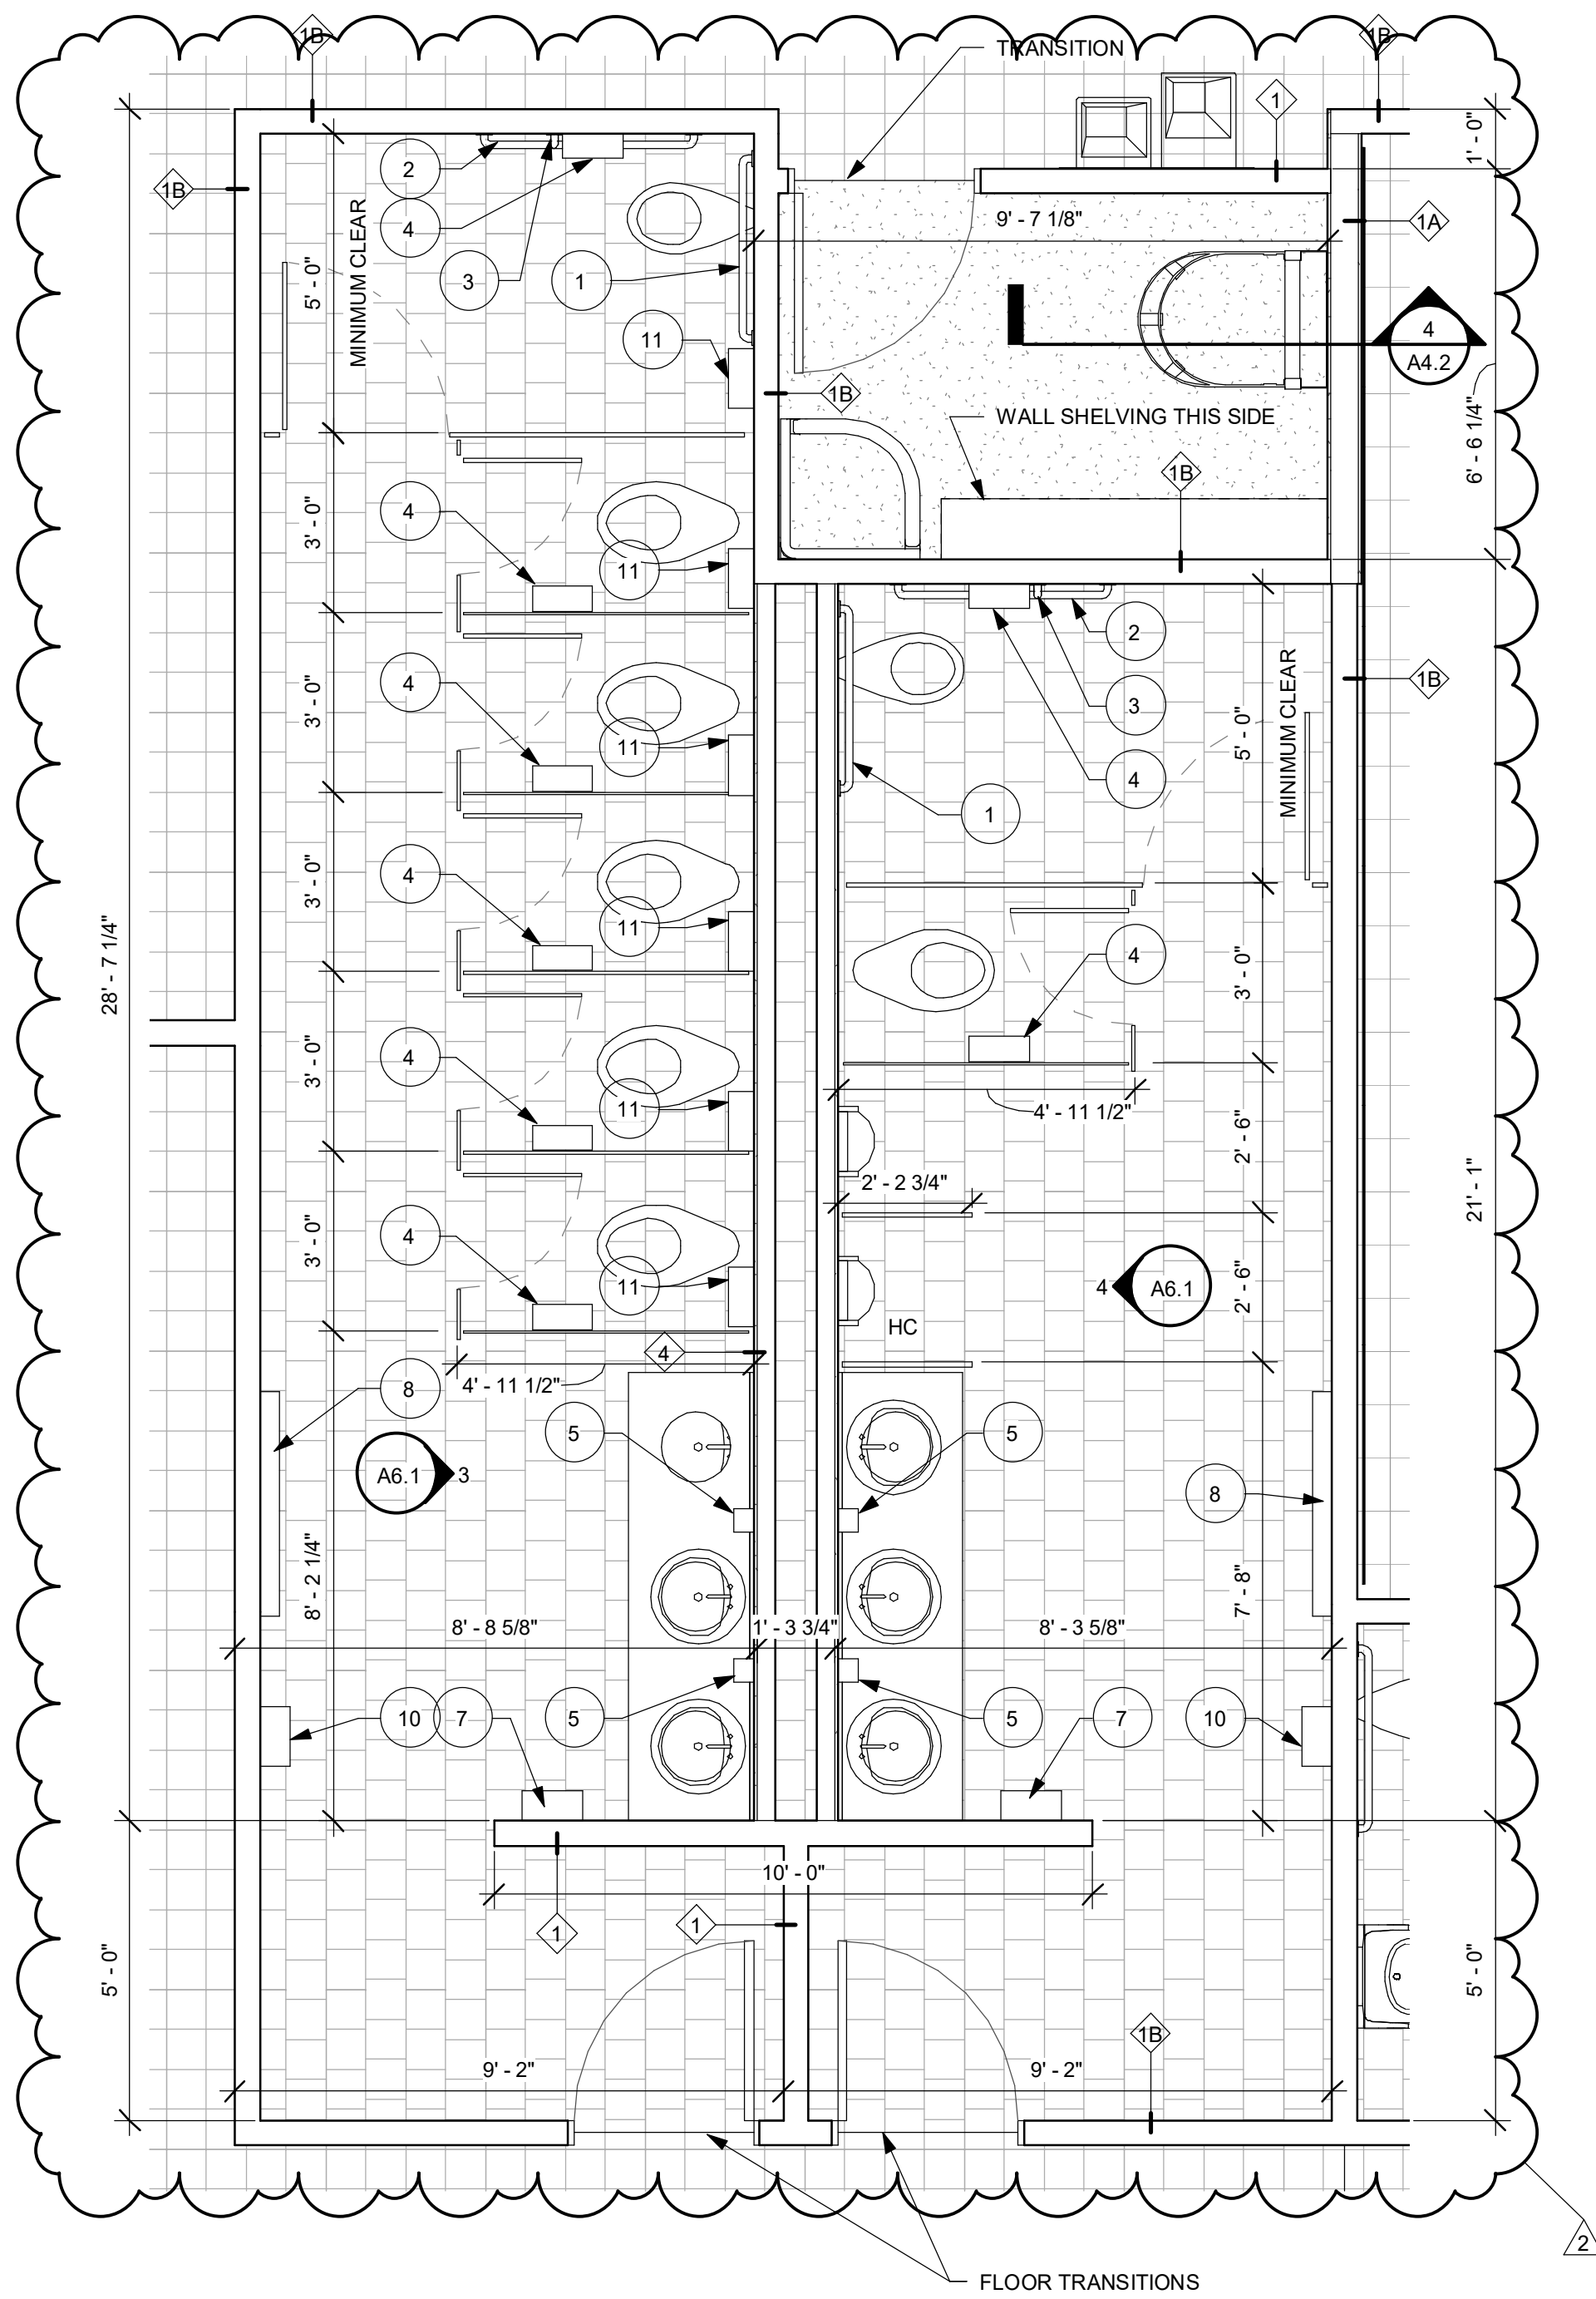 1B
1B
TRANSITION
1
1' - 0"
2
1B
4
9' - 7 1/8"
1A
MINIMUM CLEAR
5' - 0"
3
1
11
4
A4.2
1B
WALL SHELVING THIS SIDE
6' - 6 1/4"
1B
4
3' - 0"
11
2
4
3' - 0"
3
MINIMUM CLEAR
1B
5' - 0"
11
4
1
4
3' - 0"
11
28' - 7 1/4"
4
3' - 0"
4
3' - 0"
11
4' - 11 1/2"
2' - 6"
2' - 2 3/4"
21' - 1"
4
3' - 0"
11
4
A6.1
2' - 6"
HC
4
4' - 11 1/2"
8
5
5
A6.1
3
8
8' - 2 1/4"
7' - 8"
8' - 8 5/8"
1' - 3 3/4"
8' - 3 5/8"
10
7
5
5
7
10
10' - 0"
1
1
5' - 0"
5' - 0"
1B
9' - 2"
9' - 2"
2
FLOOR TRANSITIONS